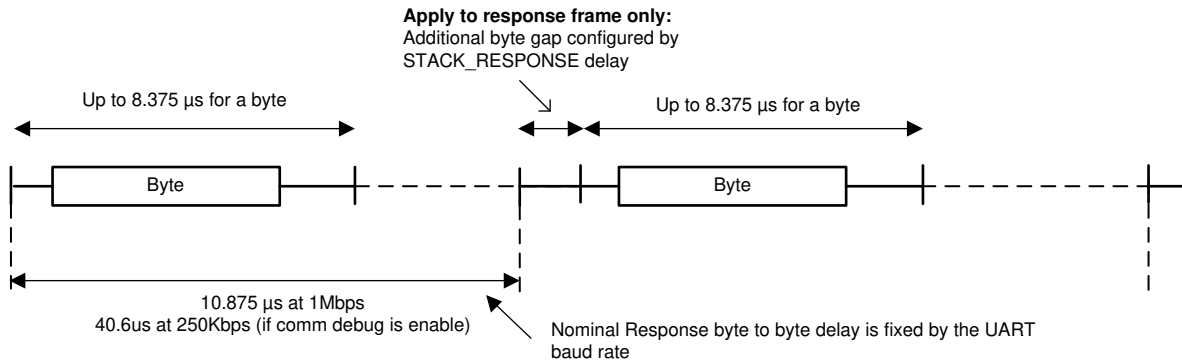 Apply to response frame only:
Additional byte gap configured by
STACK_RESPONSE delay
Up to 8.375 µs for a byte
Up to 8.375 µs for a byte
Byte
Byte
10.875 µs at 1Mbps
40.6us at 250Kbps (if comm debug is enable)
Nominal Response byte to byte delay is fixed by the UART
baud rate